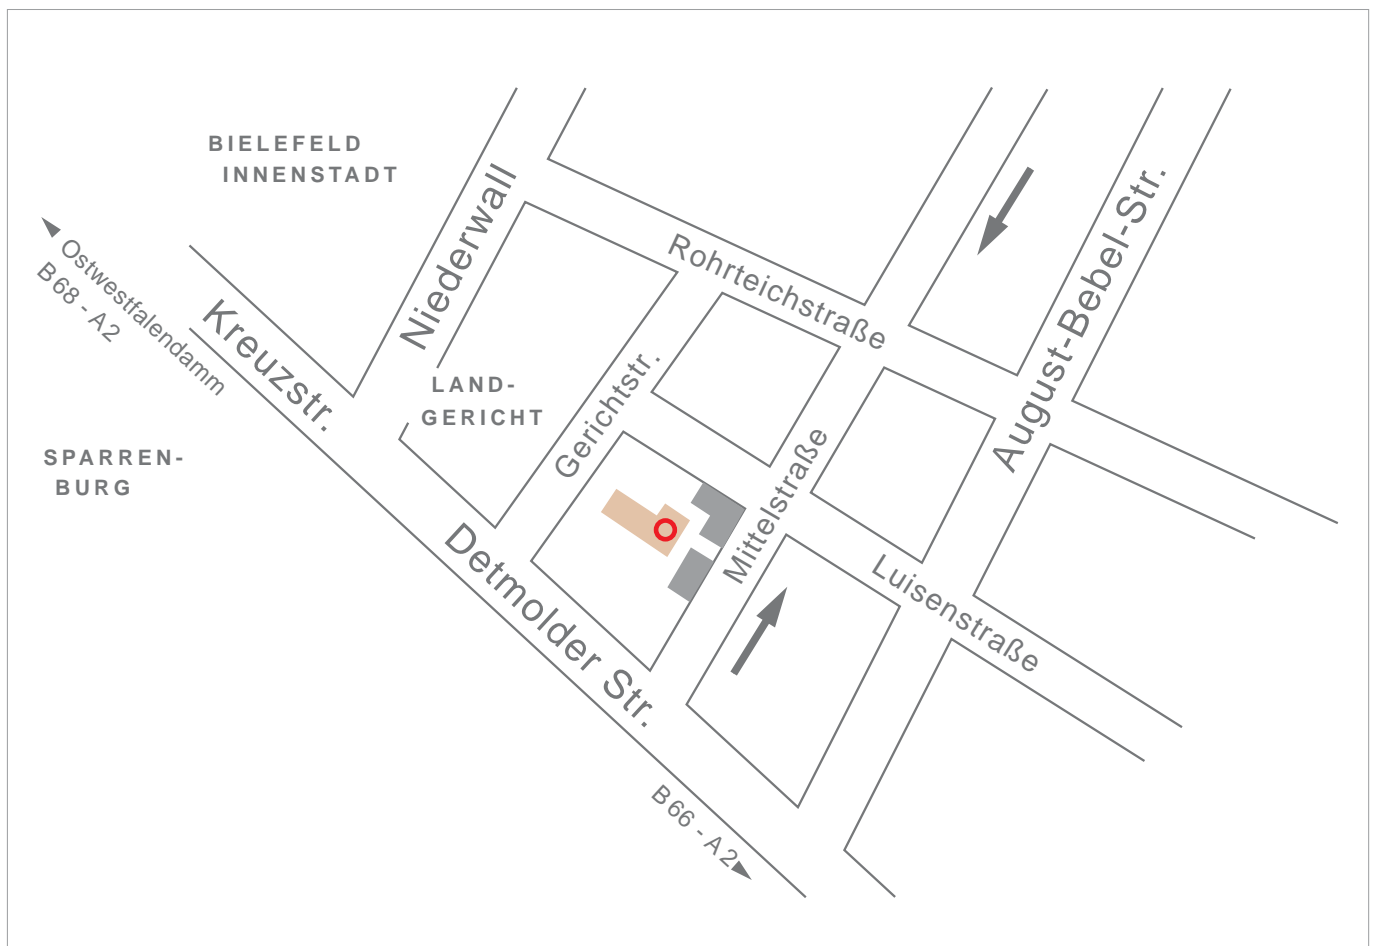 BIELEFELD
INNENSTADT
Niederwall
Rohrteichstraße
August-Bebel-Str.
Ostwestfalendamm
B68 - A2
Kreuzstr.
LAND-
GERICHT
Gerichtstr.
Mittelstraße
SPARREN-
BURG
Detmolder Str.
Luisenstraße
B66 - A2